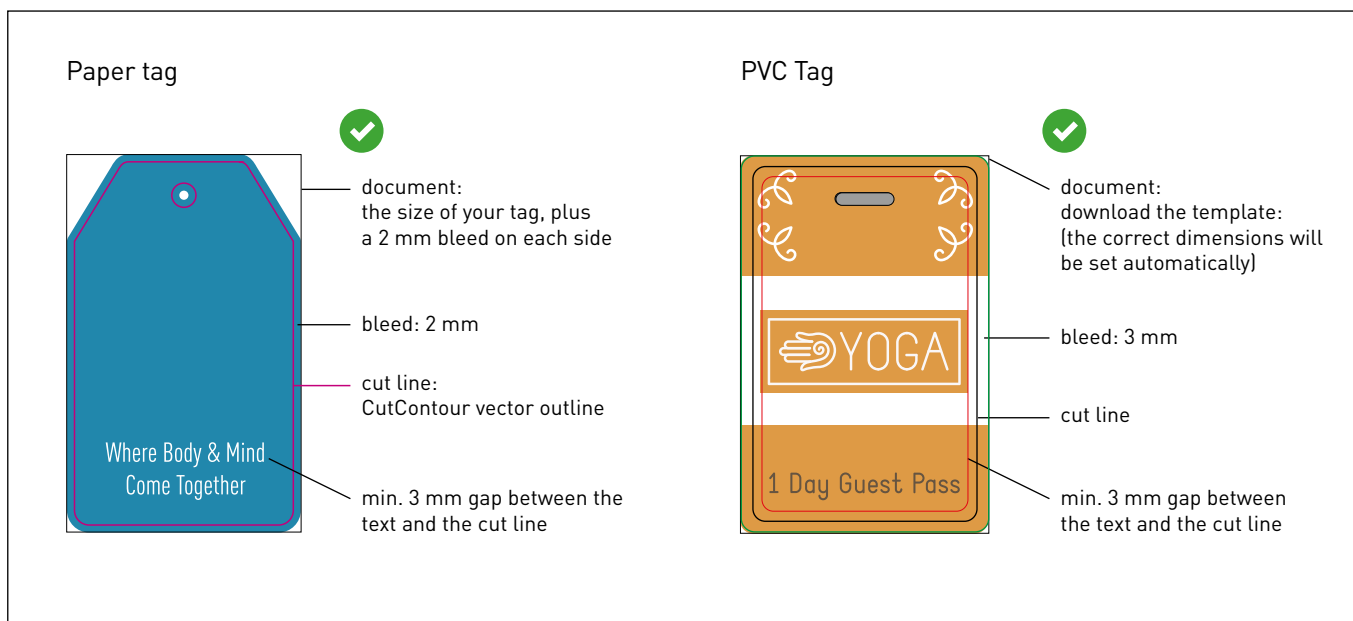 Paper tag
document:
the size of your tag, plus
a 2 mm bleed on each side
bleed: 2 mm
cut line:
CutContour vector outline
Where Body & Mind
Come Together
min. 3 mm gap between the
text and the cut line
PVC Tag
document:
download the template:
(the correct dimensions will
be set automatically)
YOGA
bleed: 3 mm
cut line
1 Day Guest Pass
min. 3 mm gap between
the text and the cut line